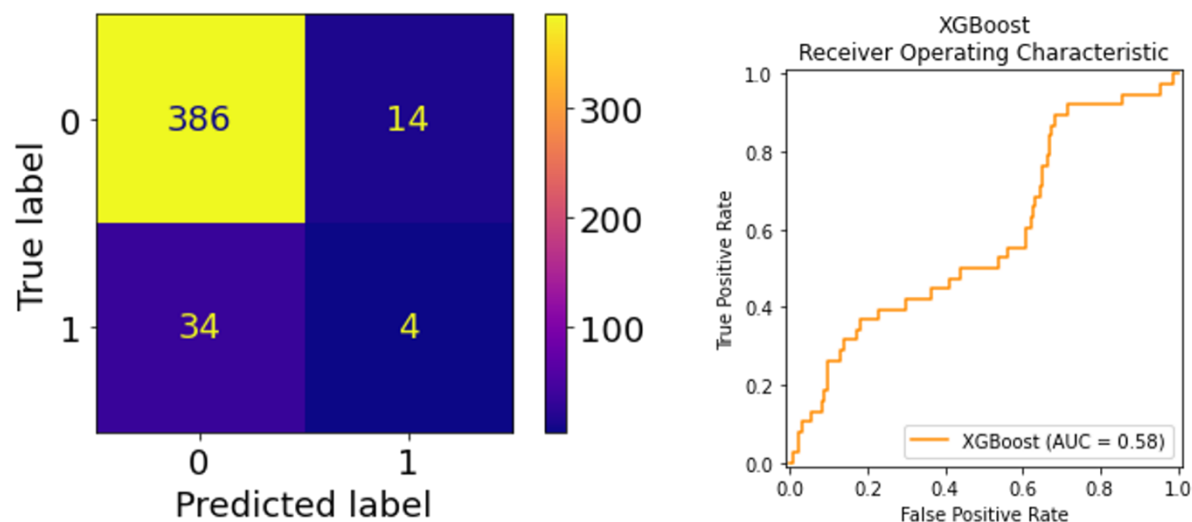 0
386
14
True label
1
34
4
0
1
Predicted label
300
200
100
XGBoost
Receiver Operating Characteristic
1.0
0.8
0.6
0.4
0.2
0.0
True Positive Rate
XGBoost (AUC = 0.58)
0.0 0.2 0.4 0.6 0.8 1.0
False Positive Rate